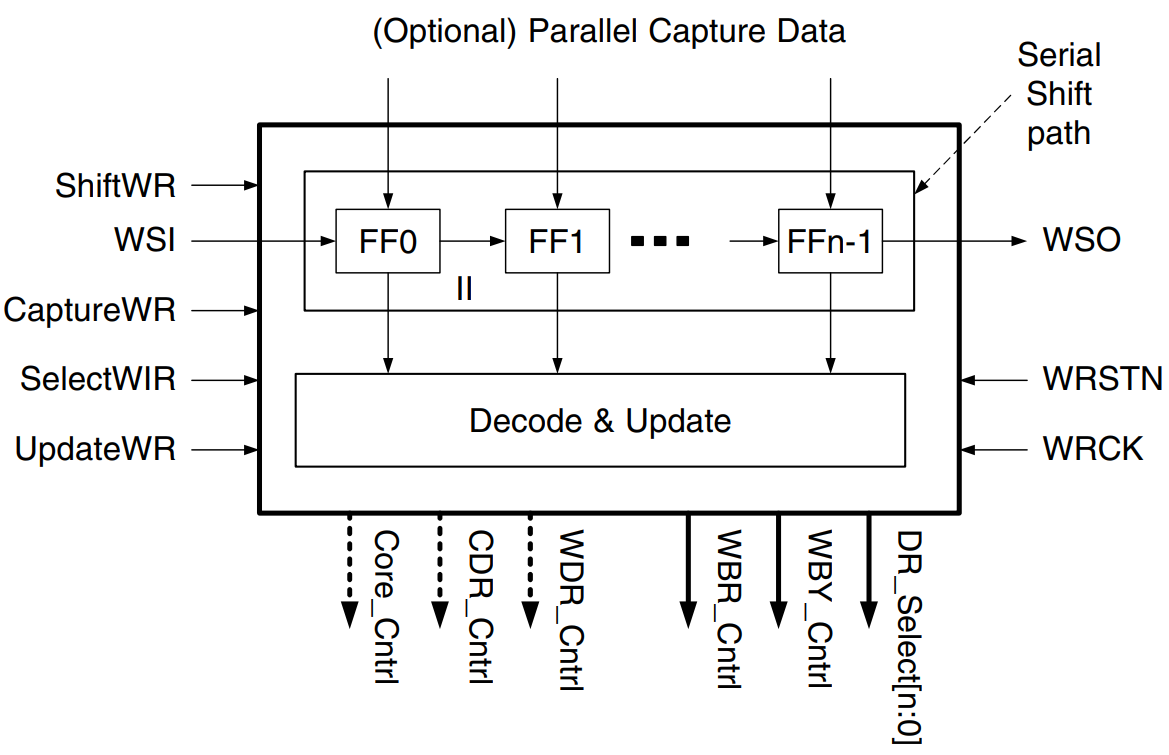 (Optional) Parallel Capture Data
Serial
Shift
path
ShiftWR
WSI
FF0
FF1
FFn-1
WSO
II
CaptureWR
SelectWIR
WRSTN
Decode & Update
UpdateWR
WRCK
Core_Cntrl
CDR_Cntrl
WDR_Cntrl
WBR_Cntrl
WBY_Cntrl
DR_Select[n:0]